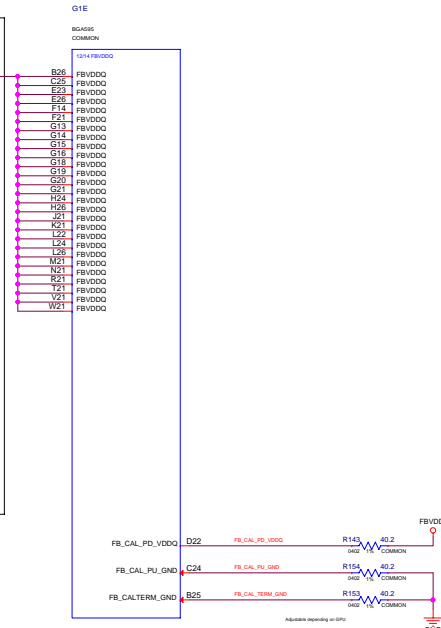 G1E
BGA595
COMMON
12/14 FBVDDQ
B26 FBVDDQ
C25 FBVDDQ
E23 FBVDDQ
E26 FBVDDQ
F14 FBVDDQ
F21 FBVDDQ
G13 FBVDDQ
G14 FBVDDQ
G15 FBVDDQ
G16 FBVDDQ
G18 FBVDDQ
G19 FBVDDQ
G20 FBVDDQ
G21 FBVDDQ
H24 FBVDDQ
H26 FBVDDQ
J21 FBVDDQ
K21 FBVDDQ
L22 FBVDDQ
L24 FBVDDQ
L26 FBVDDQ
M21 FBVDDQ
N21 FBVDDQ
R21 FBVDDQ
T21 FBVDDQ
V21 FBVDDQ
W21 FBVDDQ
FBVDD
FB_CAL_PD_VDDQ D22 FB_CAL_PD_VDDQ R143 40.2
0402 1% COMMON
FB_CAL_PU_GND C24 FB_CAL_PU_GND R154 40.2
0402 1% COMMON
FB_CALTERM_GND B25 FB_CAL_TERM_GND R153 40.2
0402 1% COMMON
Adjustable depending on GPU